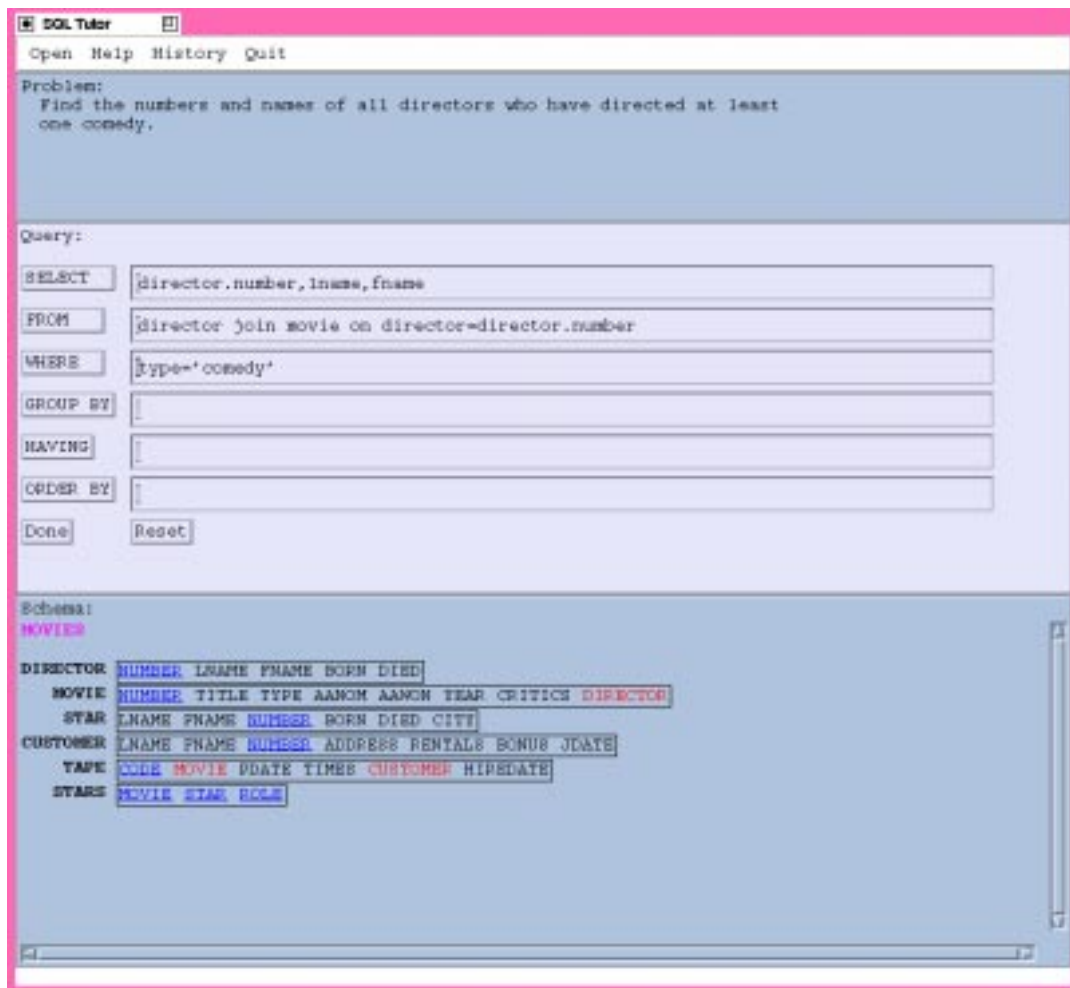 SQL Tutor
Open Help History Quit
Problem:
Find the numbers and names of all directors who have directed at least
one comedy.
Query:
SELECT director.number,lname,fname
FROM director join movie on director=director.number
WHERE type='comedy'
GROUP BY
HAVING
ORDER BY
Done Reset
Schema:
MOVIES
DIRECTOR NUMBER LNAME FNAME BORN DIED
MOVIE NUMBER TITLE TYPE AANOM AAWON YEAR CRITICS DIRECTOR
STAR LNAME FNAME NUMBER BORN DIED CITY
CUSTOMER LNAME FNAME NUMBER ADDRESS RENTALS BONUS JDATE
TAPE CODE MOVIE PDATE TIMES CUSTOMER HIREDATE
STARS MOVIE STAR ROLE